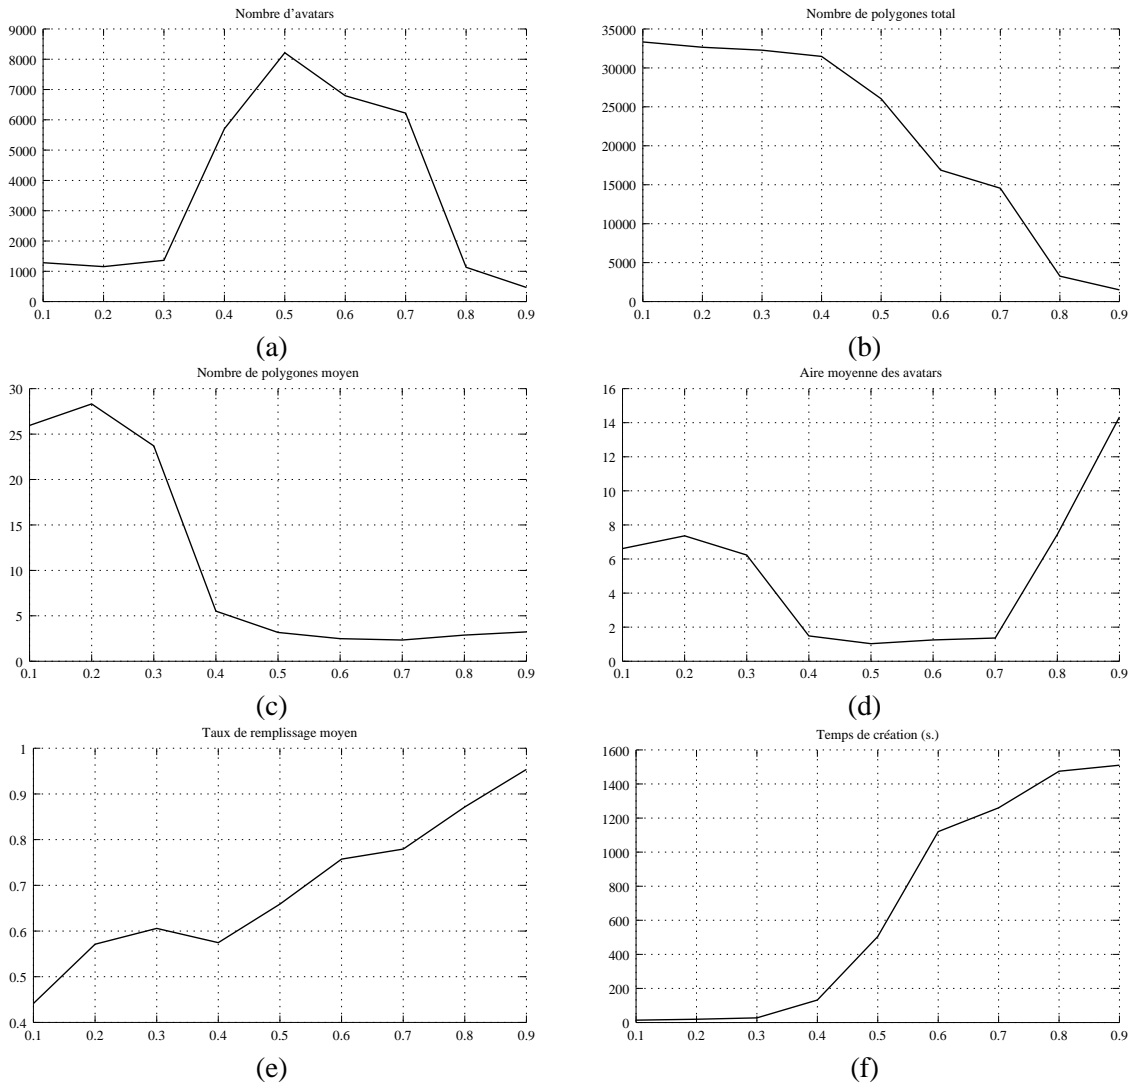 Nombre d'avatars
9000
8000
7000
6000
5000
4000
3000
2000
1000
0
0.1 0.2 0.3 0.4 0.5 0.6 0.7 0.8 0.9
(a)
Nombre de polygones total
35000
30000
25000
20000
15000
10000
5000
0
0.1 0.2 0.3 0.4 0.5 0.6 0.7 0.8 0.9
(b)
Nombre de polygones moyen
30
25
20
15
10
5
0
0.1 0.2 0.3 0.4 0.5 0.6 0.7 0.8 0.9
(c)
Aire moyenne des avatars
16
14
12
10
8
6
4
2
0
0.1 0.2 0.3 0.4 0.5 0.6 0.7 0.8 0.9
(d)
Taux de remplissage moyen
1
0.9
0.8
0.7
0.6
0.5
0.4
0.1 0.2 0.3 0.4 0.5 0.6 0.7 0.8 0.9
(e)
Temps de création (s.)
1600
1400
1200
1000
800
600
400
200
0
0.1 0.2 0.3 0.4 0.5 0.6 0.7 0.8 0.9
(f)